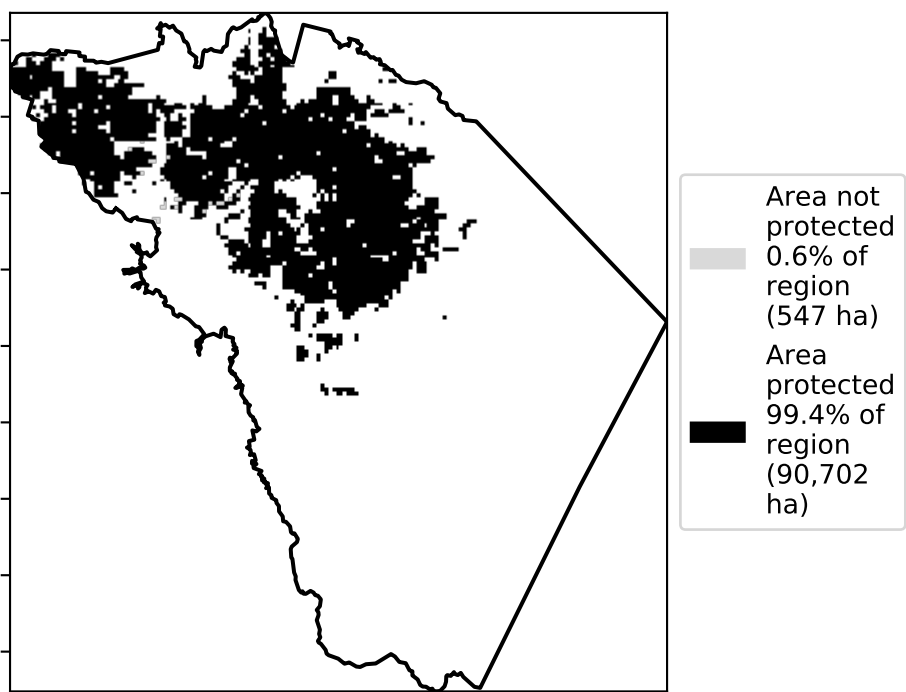 Area not
protected
0.6% of
region
(547 ha)
Area
protected
99.4% of
region
(90,702
ha)